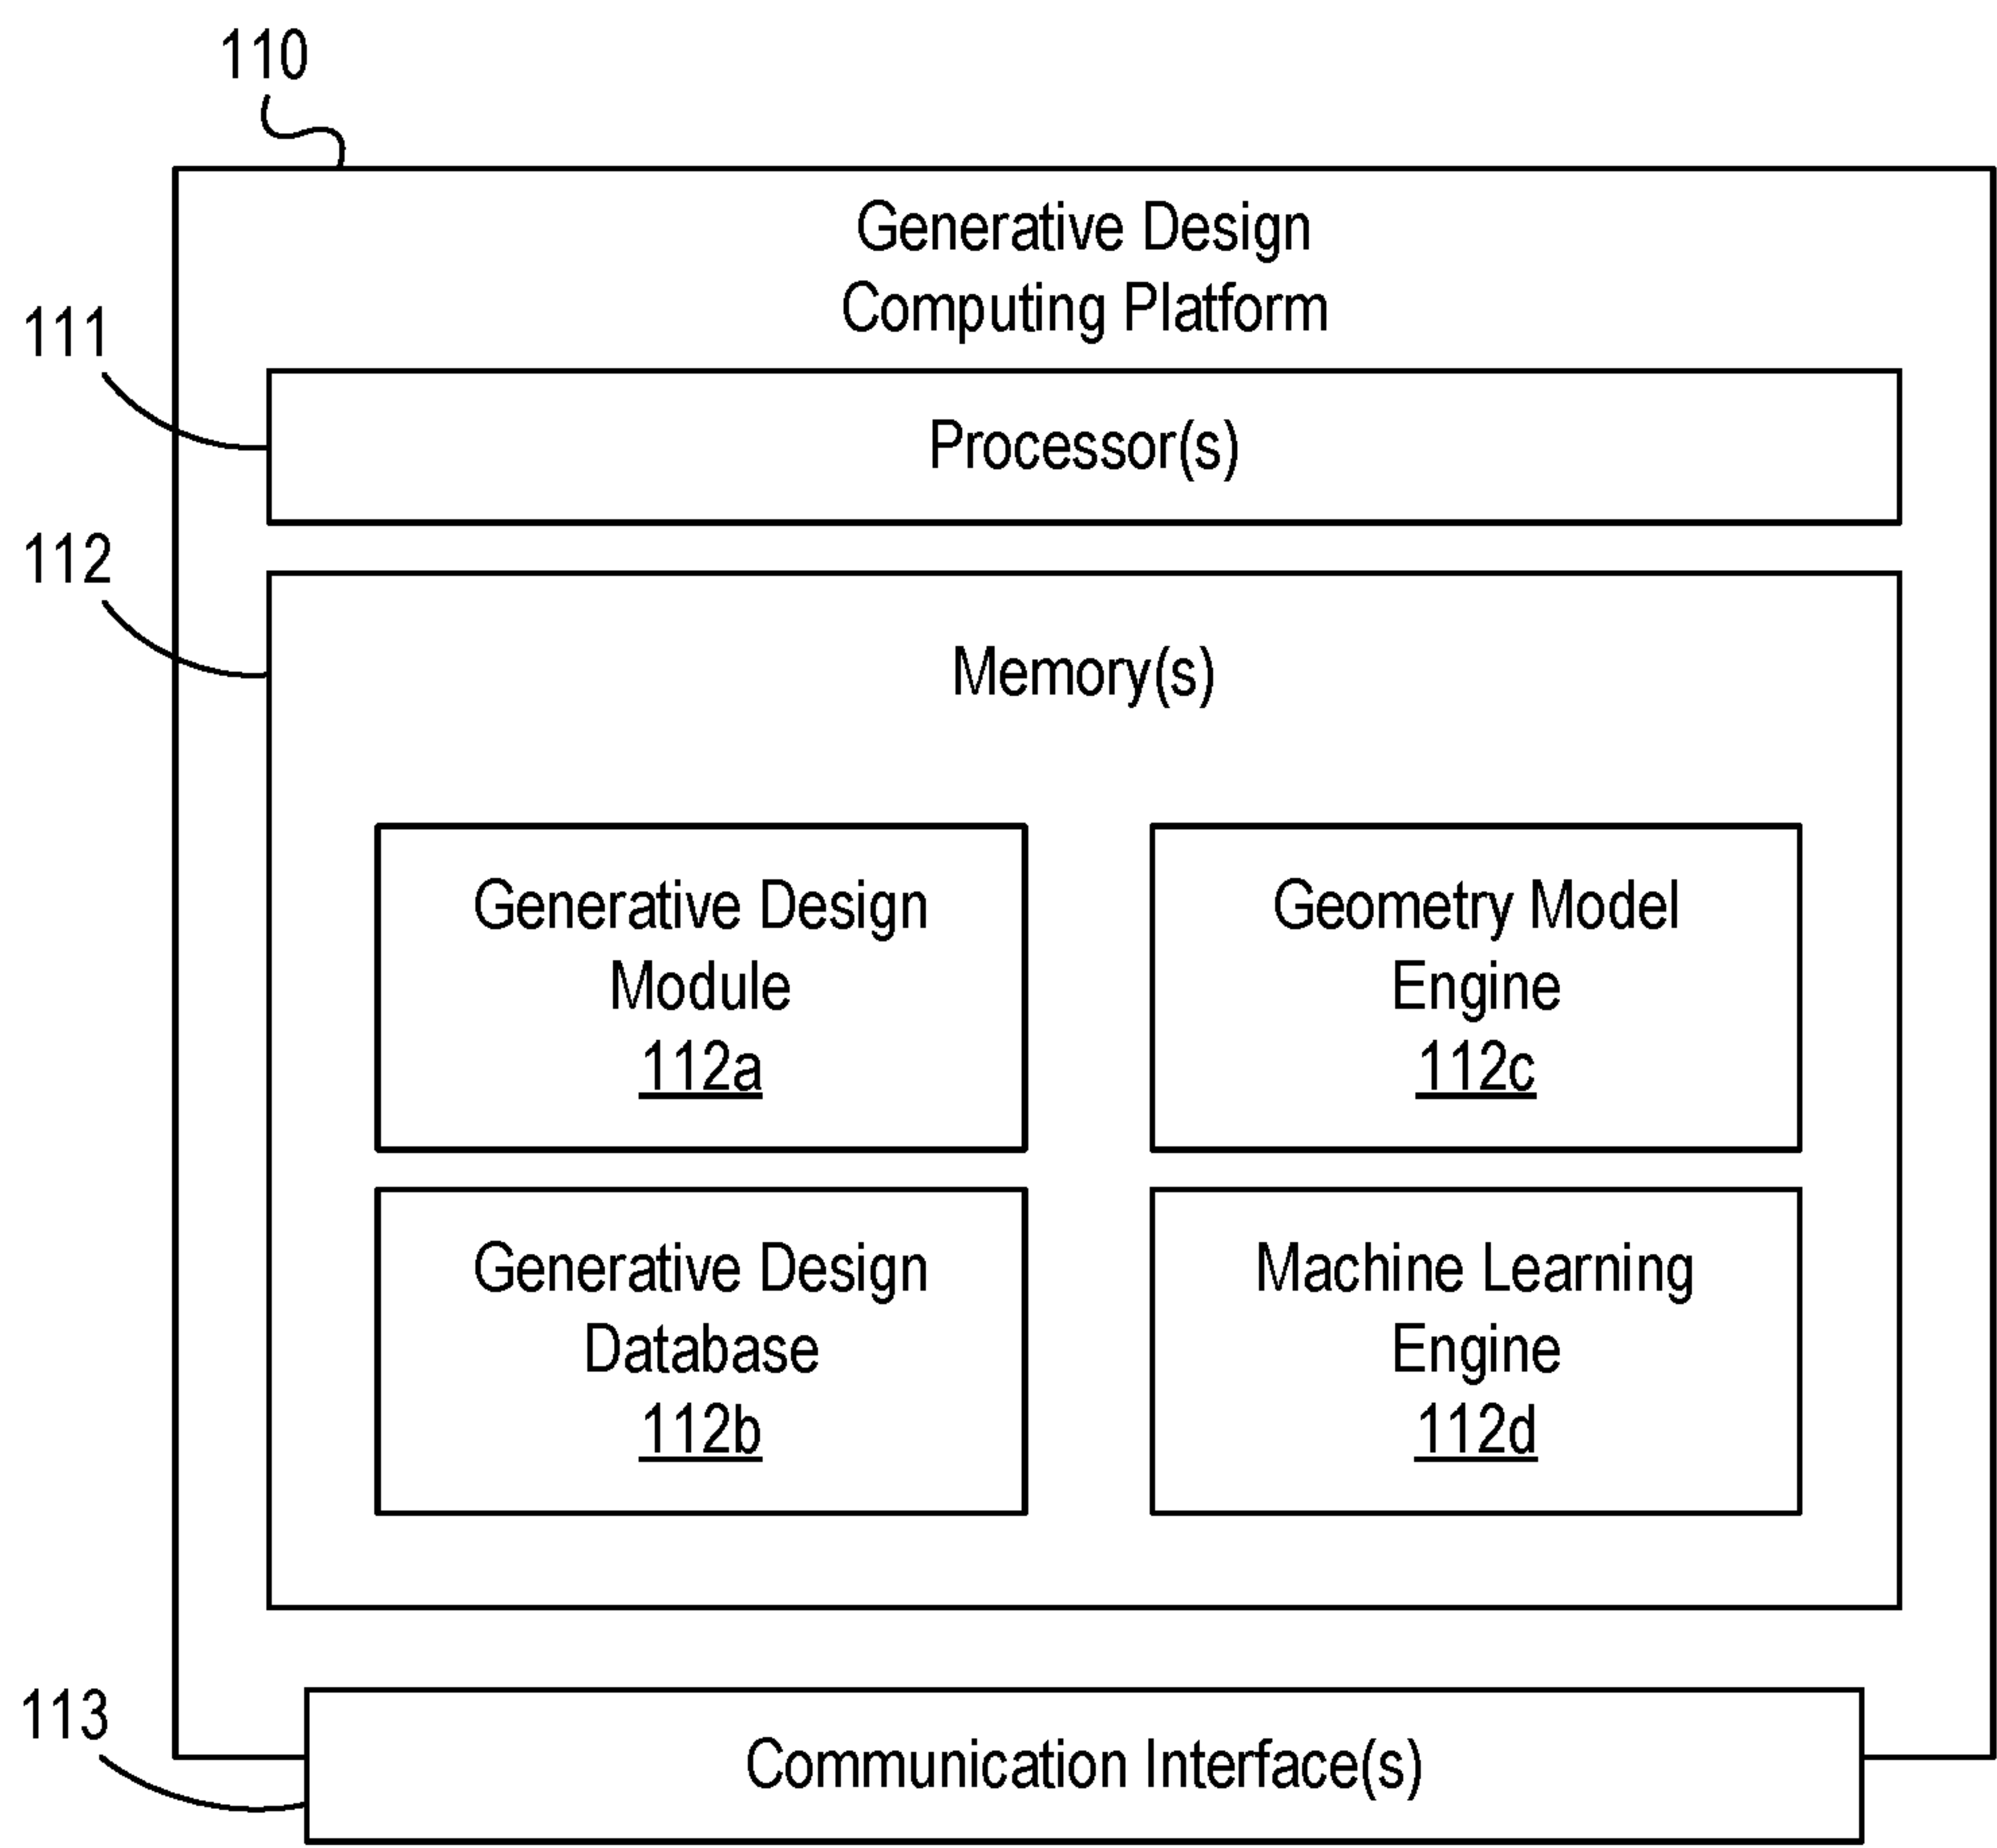 110
Generative Design
Computing Platform
111
Processor(s)
112
Memory(s)
Generative Design
Module
112a
Geometry Model
Engine
112c
Generative Design
Database
112b
Machine Learning
Engine
112d
113
Communication Interface(s)